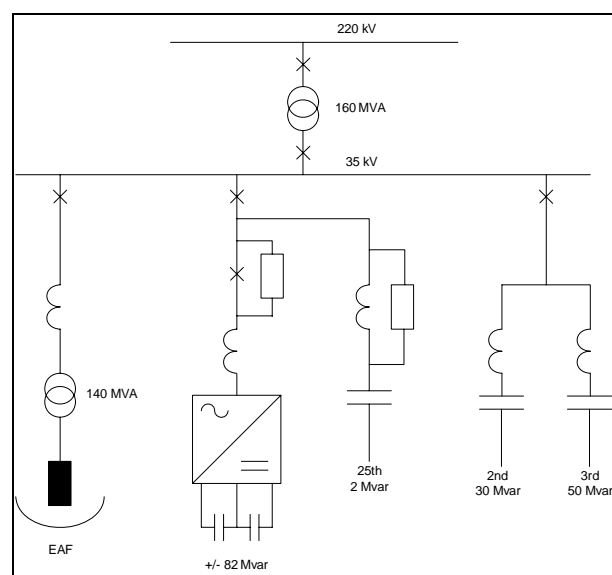 220 kV
160 MVA
35 kV
140 MVA
25th
2 Mvar
2nd
30 Mvar
3rd
50 Mvar
EAF
+/- 82 Mvar